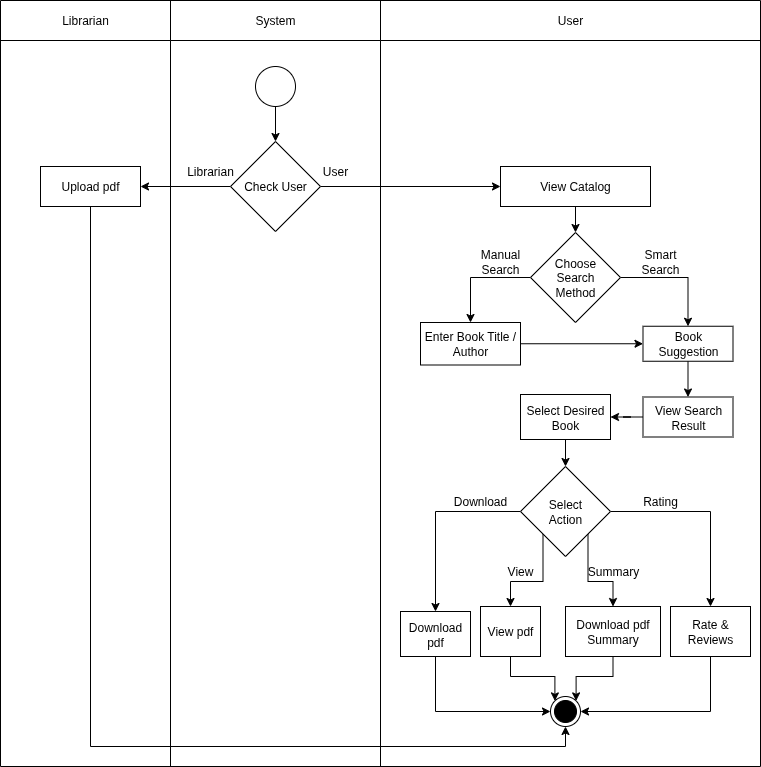 Librarian
System
User
Librarian
User
Upload pdf
Check User
View Catalog
Manual
Search
Smart
Search
Choose
Search
Method
Enter Book Title /
Author
Book
Suggestion
Select Desired
Book
View Search
Result
Download
Select
Action
Rating
View
Summary
Download
pdf
View pdf
Download pdf
Summary
Rate &
Reviews